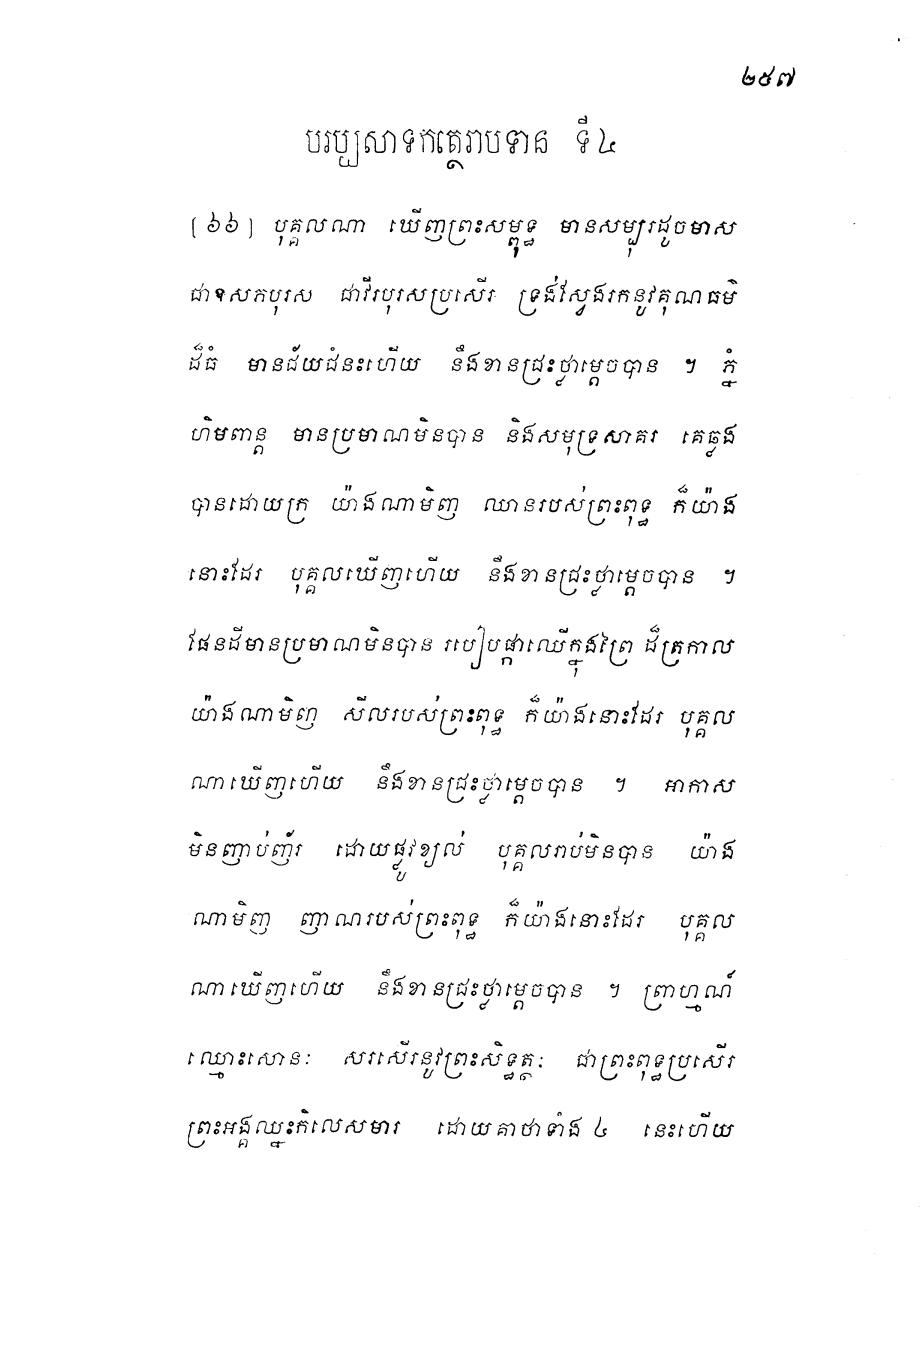 ២៥៧
បរប្បសាទកត្ថេរាបទាន ទី៤
[៦៦] បុគ្គលណា ឃើញព្រះសម្ពុទ្ធ មានសម្បុរដូចមាស
ជាឧសភបុរស ជាវីរបុរសប្រសើរ ទ្រង់ស្វែងរកនូវគុណធម៌
ដ៏ធំ មានជ័យជំនះហើយ នឹងខានជ្រះថ្លាម្តេចបាន ។ ភ្នំ
ហិមពាន្ត មានប្រមាណមិនបាន និងសមុទ្រសាគរ គេឆ្លង
បានដោយក្រ យ៉ាងណាមិញ ឈានរបស់ព្រះពុទ្ធ ក៏យ៉ាង
នោះដែរ បុគ្គលឃើញហើយ នឹងខានជ្រះថ្លាម្តេចបាន ។
ផែនដីមានប្រមាណមិនបាន របៀបផ្កាឈើក្នុងព្រៃ ដ៏ត្រកាល
យ៉ាងណាមិញ សីលរបស់ព្រះពុទ្ធ ក៏យ៉ាងនោះដែរ បុគ្គល
ណាឃើញហើយ នឹងខានជ្រះថ្លាម្តេចបាន ។ អាកាស
មិនញាប់ញ័រ ដោយផ្លូវខ្យល់ បុគ្គលរាប់មិនបាន យ៉ាង
ណាមិញ ញាណរបស់ព្រះពុទ្ធ ក៏យ៉ាងនោះដែរ បុគ្គល
ណាឃើញហើយ នឹងខានជ្រះថ្លាម្តេចបាន ។ ព្រាហ្មណ៍
ឈ្មោះសោនៈ សរសើរនូវព្រះសិទ្ធត្ថៈ ជាព្រះពុទ្ធប្រសើរ
ព្រះអង្គឈ្នះកិលេសមារ ដោយគាថាទាំង ៤ នេះហើយ